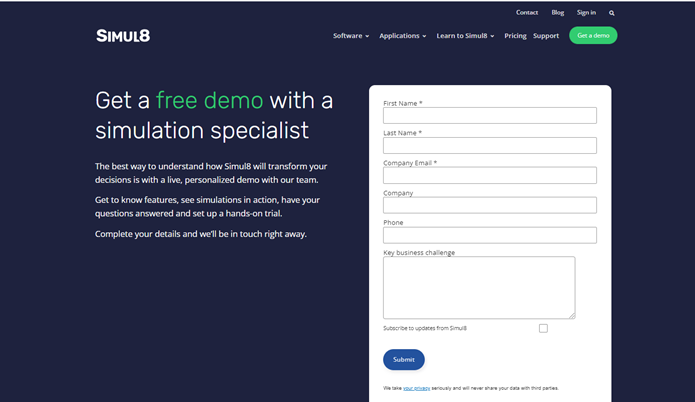 Contact Blog Sign in
SIMUL8 Software Applications Learn to Simul8 Pricing Support Get a demo
Get a free demo with a
simulation specialist
The best way to understand how Simul8 will transform your
decisions is with a live, personalized demo with our team.
Get to know features, see simulations in action, have your
questions answered and set up a hands-on trial.
Complete your details and we'll be in touch right away.
First Name *
Last Name *
Company Email *
Company
Phone
Key business challenge
Subscribe to updates from Simul8
Submit
We take your privacy seriously and will never share your data with third parties.